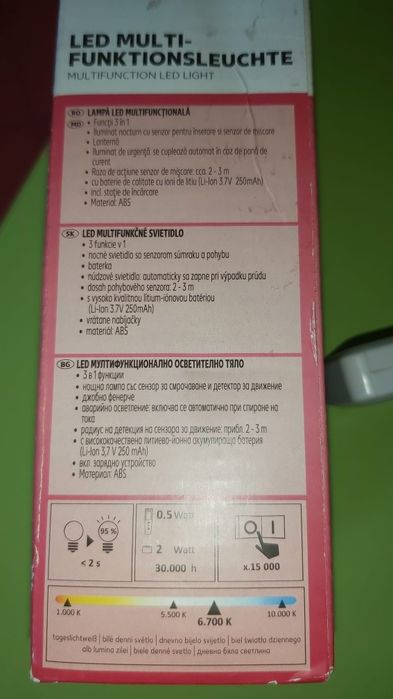 LED MULTI-
FUNKTIONSLEUCHTE
MULTIFUNCTION LED LIGHT
RO LAMPĂ LED MULTIFUNCȚIONALĂ
MD • Funcții 3 în 1
• Iluminat nocturn cu senzor pentru înserare și senzor de mișcare
• Lanternă
• Iluminat de urgență: se cuplează automat în caz de pană de
curent
• Raza de acțiune senzor de mişcare: cca. 2 - 3 m
• cu baterie de calitate cu ioni de litiu (Li-Ion 3.7V 250mAh)
• incl. stație de încărcare
• Material: ABS
SK LED MULTIFUNKČNÉ SVIETIDLO
• 3 funkcie v 1
• nočné svietidlo so senzorom súmraku a pohybu
• baterka
• núdzové svietidlo: automaticky sa zapne pri výpadku prúdu
• dosah pohybového senzora: 2 - 3 m
• s vysoko kvalitnou lítium-iónovou batériou
(Li-Ion 3.7V 250mAh)
• vrátane nabíjačky
• materiál: ABS
BG LED МУЛТИФУНКЦИОНАЛНО ОСВЕТИТЕЛНО ТЯЛО
• 3 в 1 функции
• нощна лампа със сензор за смрачаване и детектор за движение
• джобно фенерче
• аварийно осветление: включва се автоматично при спиране на
тока
• радиус на детекция на сензора за движение: прибл. 2 - 3 m
• с висококачествена литиево-йонна акумулираща батерия
(Li-Ion 3,7 V 250 mAh)
• вкл. зарядно устройство
• Материал: ABS
95 %
< 2 s
0.5 Watt
2 Watt
30.000 h
O I
x.15 000
1.000 K
5.500 K
6.700 K
10.000 K
tageslichtweiß | bílé denní světlo | dnevno bijelo svijetlo | biel światła dziennego
alb lumina zilei | biele denné svetlo | дневна бяла светлина